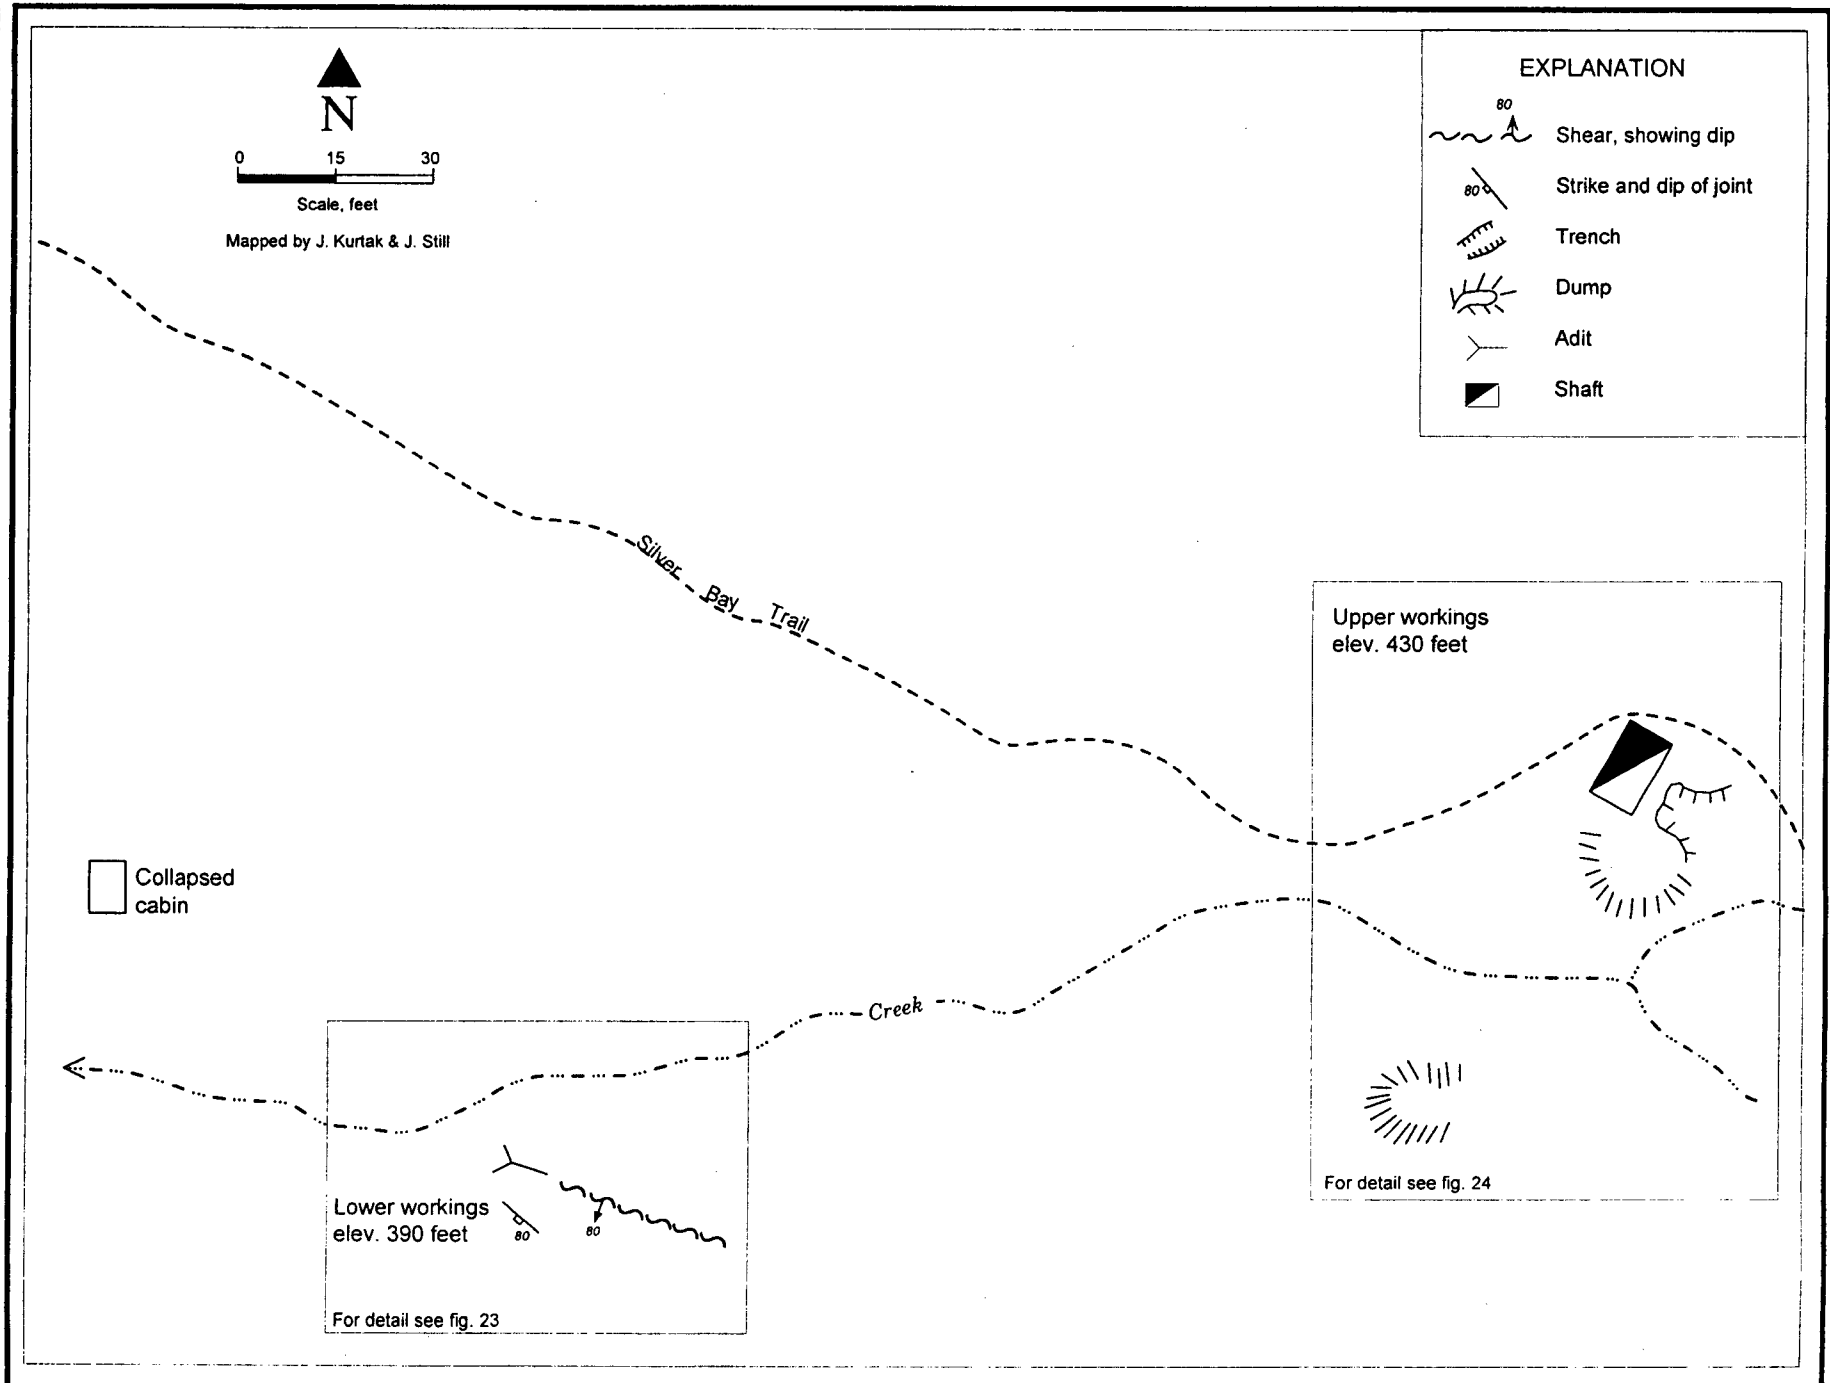 N
0 15 30
Scale, feet
Mapped by J. Kurtak & J. Still
EXPLANATION
80
Shear, showing dip
80
Strike and dip of joint
Trench
Dump
Adit
Shaft
Silver Bay Trail
Upper workings
elev. 430 feet
Collapsed
cabin
Creek
For detail see fig. 24
Lower workings
elev. 390 feet
80
80
For detail see fig. 23